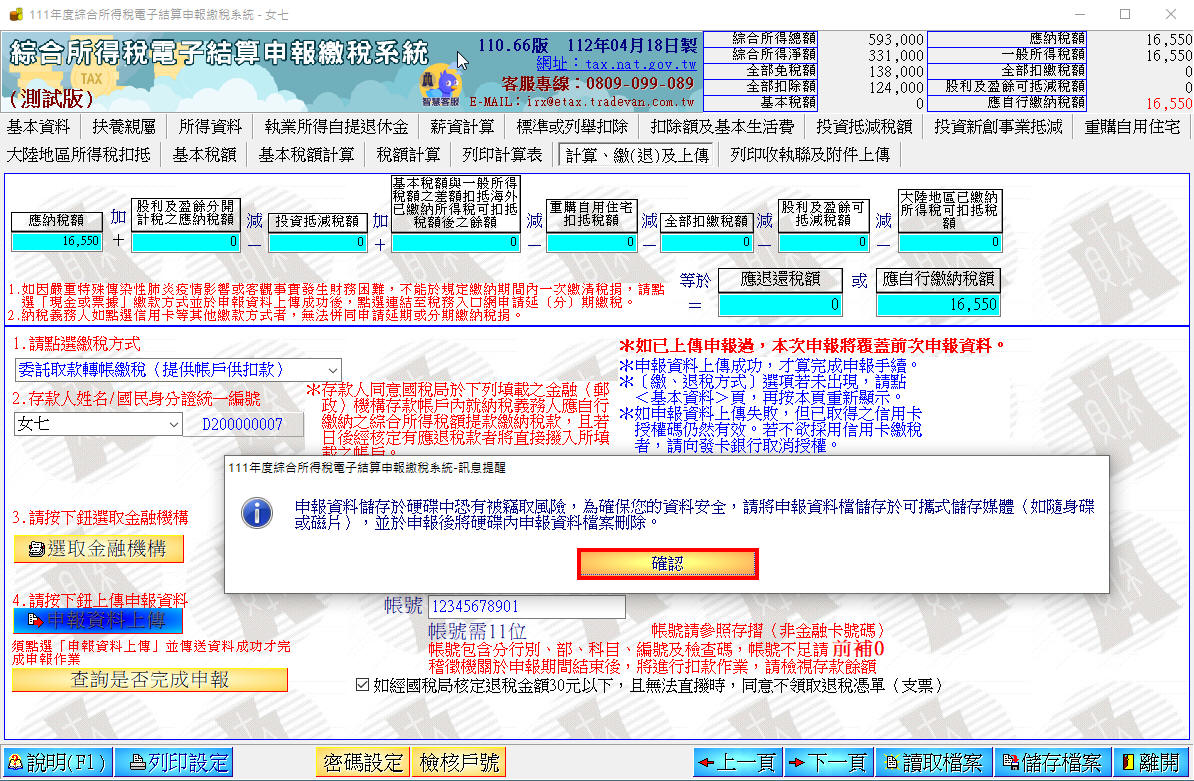 111年度綜合所得稅電子結算申報繳稅系統 - 女七
綜合所得稅電子結算申報繳稅系統
(測試版)
TAX
智慧客服
110.66版 112年04月18日製
網址：tax.nat.gov.tw
客服專線：0809-099-089
E-MAIL：irx@etax.tradevan.com.tw
綜合所得總額 593,000 應納稅額 16,550
綜合所得淨額 331,000 一般所得稅額 16,550
全部免稅額 138,000 全部扣繳稅額 0
全部扣除額 124,000 股利及盈餘可抵減稅額 0
基本稅額 0 應自行繳納稅額 16,550
基本資料 扶養親屬 所得資料 執業所得自提退休金 薪資計算 標準或列舉扣除 扣除額及基本生活費 投資抵減稅額 投資新創事業抵減 重購自用住宅
大陸地區所得稅扣抵 基本稅額 基本稅額計算 稅額計算 列印計算表 計算、繳(退)及上傳 列印收執聯及附件上傳
應納稅額
16,550
加
＋
股利及盈餘分開
計稅之應納稅額
0
減
－
投資抵減稅額
0
加
＋
基本稅額與一般所得
稅額之差額扣抵海外
已繳納所得稅可扣抵
稅額後之餘額
0
減
－
重購自用住宅
扣抵稅額
0
減
－
全部扣繳稅額
0
減
－
股利及盈餘可
抵減稅額
0
減
－
大陸地區已繳納
所得稅可扣抵稅
額
0
1.如因嚴重特殊傳染性肺炎疫情影響或客觀事實發生財務困難，不能於規定繳納期間內一次繳清稅捐，請點
選「現金或票據」繳款方式並於申報資料上傳成功後，點選連結至稅務入口網申請延（分）期繳稅。
2.納稅義務人如點選信用卡等其他繳款方式者，無法併同申請延期或分期繳納稅捐。
等於
＝
應退還稅額
0
或
應自行繳納稅額
16,550
1.請點選繳稅方式
委託取款轉帳繳稅（提供帳戶供扣款）
2.存款人姓名/國民身分證統一編號
女七 D200000007
※存款人同意國稅局於下列填載之金融（郵
政）機構存款帳戶內就納稅義務人應自行
繳納之綜合所得稅額提款繳納稅款，且若
日後經核定有應退稅款者將直接撥入所填
載之帳戶。
※如已上傳申報過，本次申報將覆蓋前次申報資料。
※申報資料上傳成功，才算完成申報手續。
※〔繳、退稅方式〕選項若未出現，請點
＜基本資料＞頁，再按本頁重新顯示。
※如申報資料上傳失敗，但已取得之信用卡
授權碼仍然有效。若不欲採用信用卡繳稅
者，請向發卡銀行取消授權。
111年度綜合所得稅電子結算申報繳稅系統-訊息提醒
申報資料儲存於硬碟中恐有被竊取風險，為確保您的資料安全，請將申報資料檔儲存於可攜式儲存媒體（如隨身碟
或磁片），並於申報後將硬碟內申報資料檔案刪除。
確認
3.請按下鈕選取金融機構
選取金融機構
4.請按下鈕上傳申報資料
申報資料上傳
須點選「申報資料上傳」並傳送資料成功才完
成申報作業
查詢是否完成申報
帳號 12345678901
帳號需11位 帳號請參照存摺（非金融卡號碼）
帳號包含分行別、部、科目、編號及檢查碼，帳號不足請 前補0
稽徵機關於申報期間結束後，將進行扣款作業，請檢視存款餘額
如經國稅局核定退稅金額30元以下，且無法直撥時，同意不領取退稅憑單（支票）
說明(F1) 列印設定 密碼設定 檢核戶號 上一頁 下一頁 讀取檔案 儲存檔案 離開